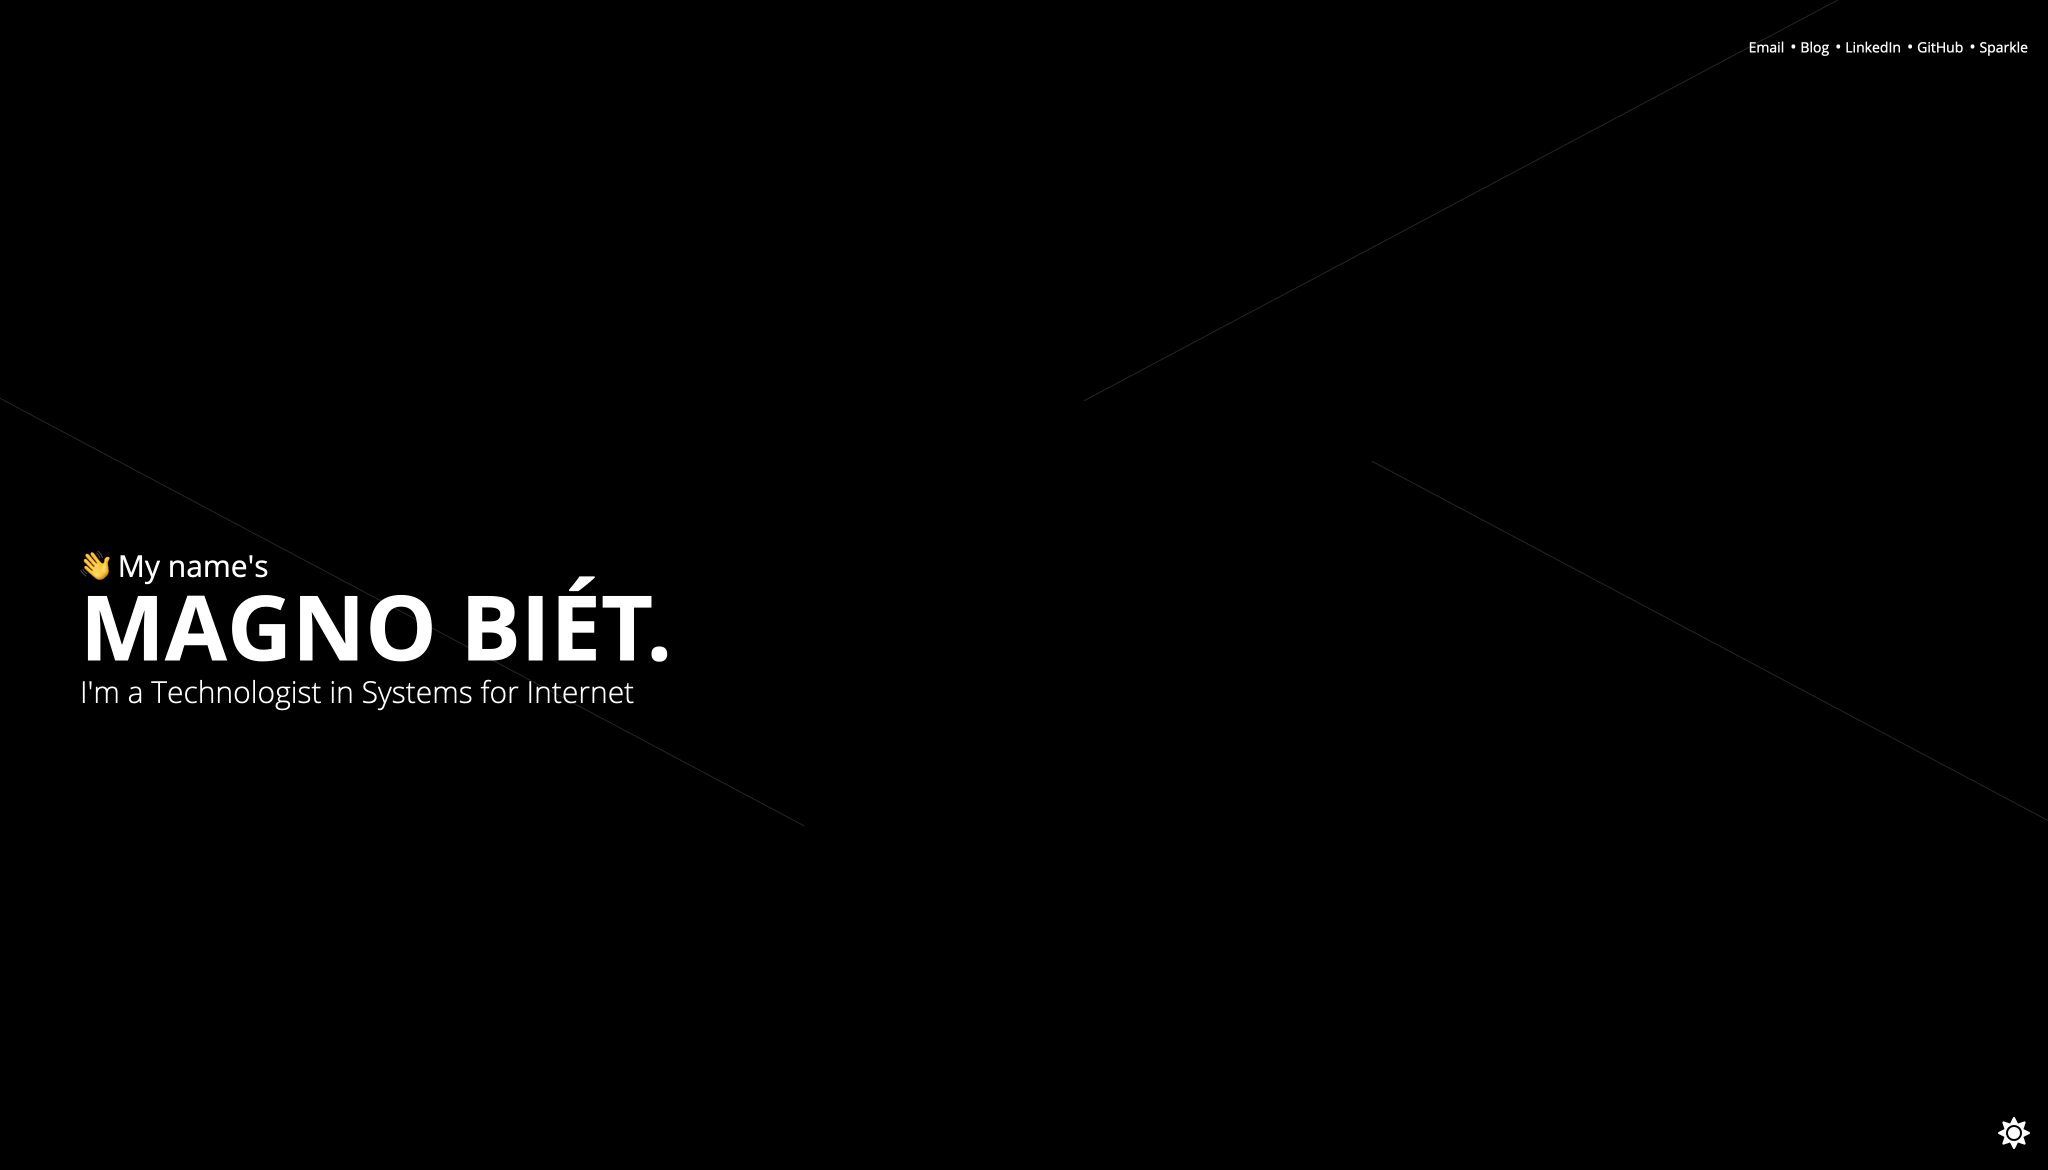 Email • Blog • LinkedIn • GitHub • Sparkle
👋 My name's
MAGNO BIÉT.
I'm a Technologist in Systems for Internet